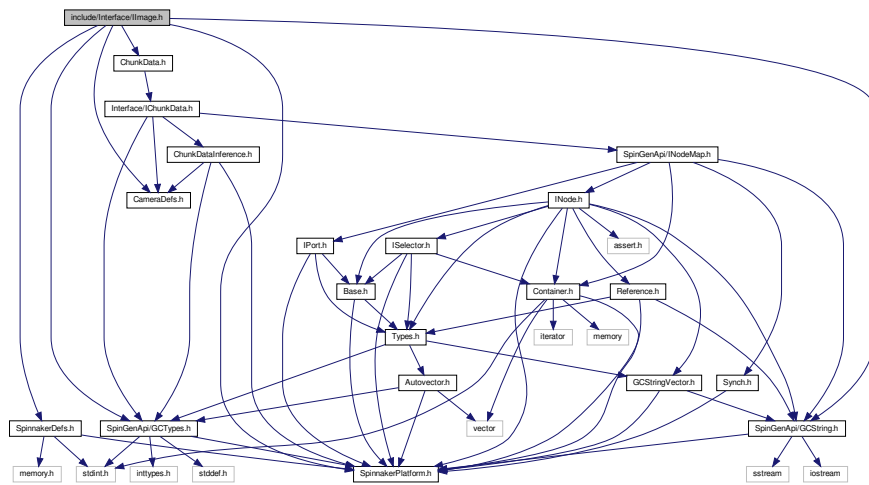 include/Interface/IImage.h
ChunkData.h
Interface/IChunkData.h
ChunkDataInference.h
SpinGenApi/INodeMap.h
CameraDefs.h
INode.h
IPort.h
ISelector.h
assert.h
Base.h
Container.h
Reference.h
Types.h
iterator
memory
Autovector.h
GCStringVector.h
Synch.h
SpinnakerDefs.h
SpinGenApi/GCTypes.h
vector
SpinGenApi/GCString.h
memory.h
stdint.h
inttypes.h
stddef.h
SpinnakerPlatform.h
sstream
iostream